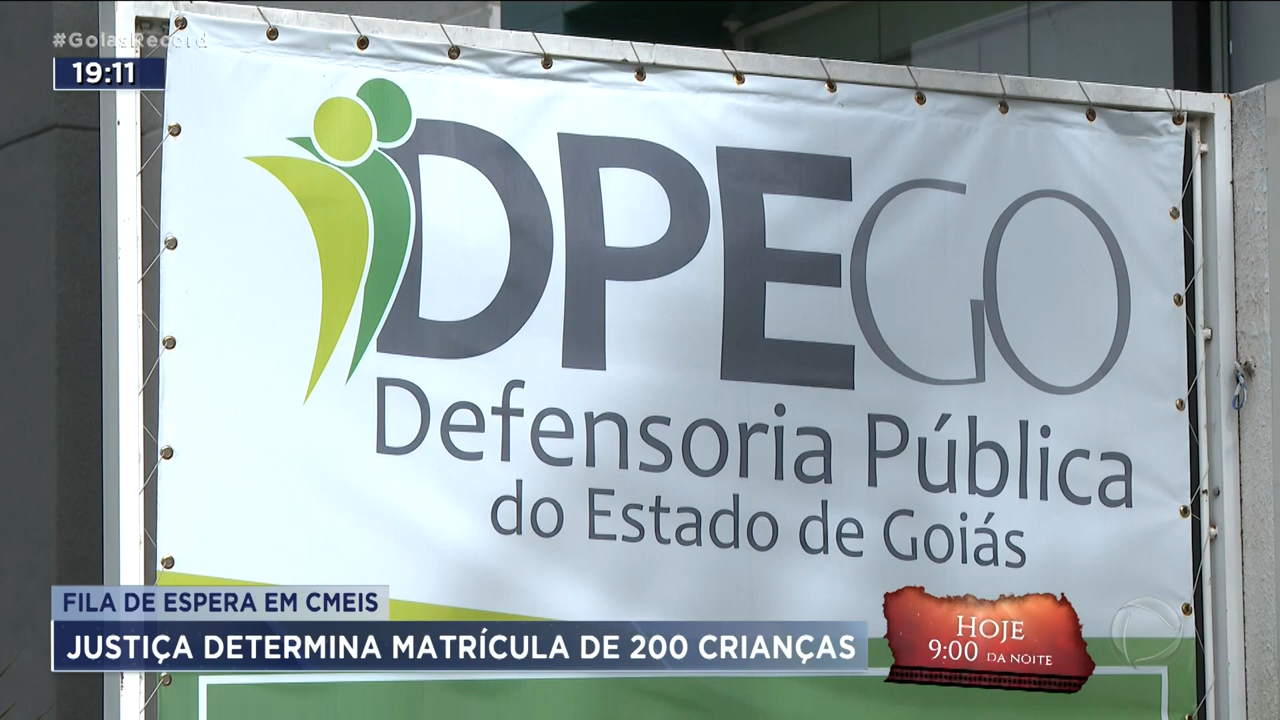 #GoiasRecord
19:11
DPEGO
Defensoria Pública
do Estado de Goiás
FILA DE ESPERA EM CMEIS
JUSTIÇA DETERMINA MATRÍCULA DE 200 CRIANÇAS
HOJE
9:00 DA NOITE